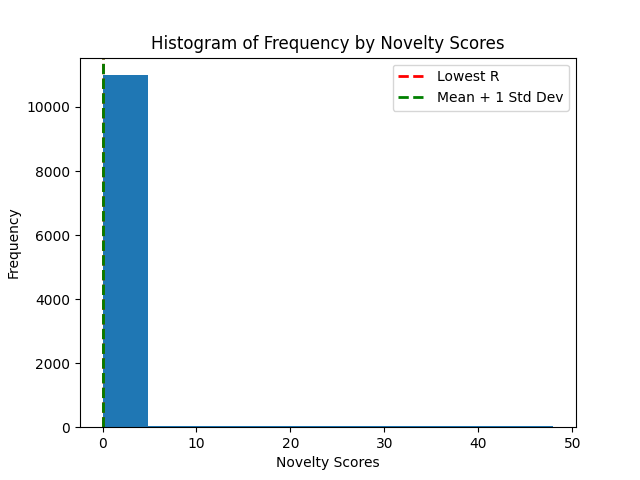 Histogram of Frequency by Novelty Scores
Lowest R
Mean + 1 Std Dev
Frequency
10000
8000
6000
4000
2000
0
0 10 20 30 40 50
Novelty Scores